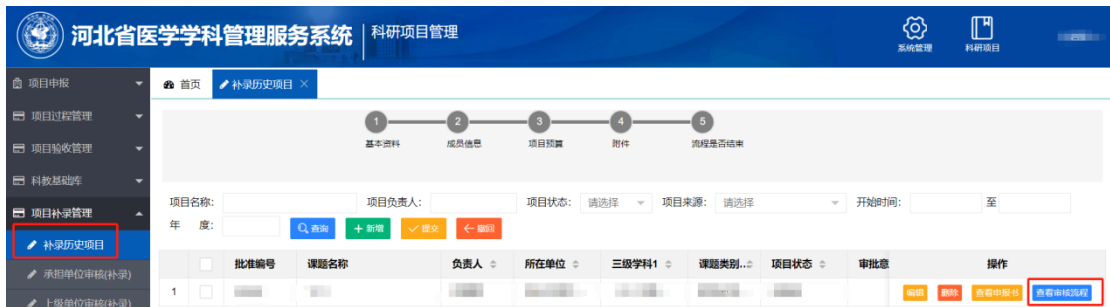 河北省医学学科管理服务系统 科研项目管理 系统管理 科研项目
项目申报 首页 补录历史项目 ×
项目过程管理
1 2 3 4 5
基本资料 成员信息 项目预算 附件 流程是否结束
项目验收管理
科教基础库
项目补录管理
项目名称: 项目负责人: 项目状态: 请选择 项目来源: 请选择 开始时间: 至
年 度: 查询 +新增 提交 撤回
补录历史项目
批准编号 课题名称 负责人 所在单位 三级学科1 课题类别.. 项目状态 审批意 操作
承担单位审核(补录)
1 编辑 删除 查看申报书 查看审核流程
上级单位审核(补录)